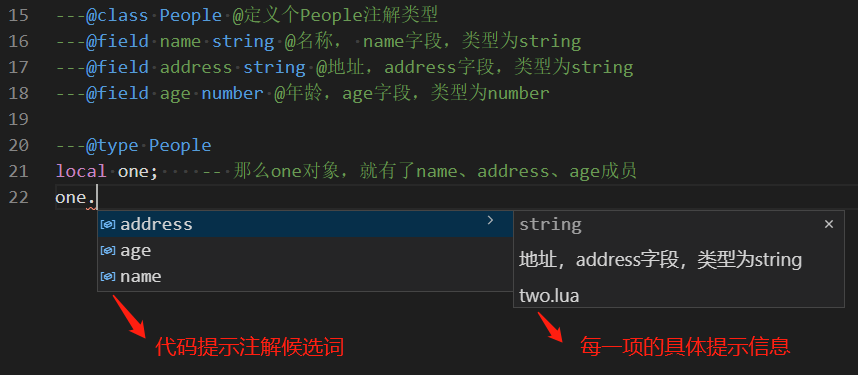 15 ---@class People @定义个People注解类型
16 ---@field name string @名称， name字段，类型为string
17 ---@field address string @地址，address字段，类型为string
18 ---@field age number @年龄，age字段，类型为number
19
20 ---@type People
21 local one;    -- 那么one对象，就有了name、address、age成员
22 one.
address > string ×
age 地址，address字段，类型为string
name two.lua
代码提示注解候选词 每一项的具体提示信息